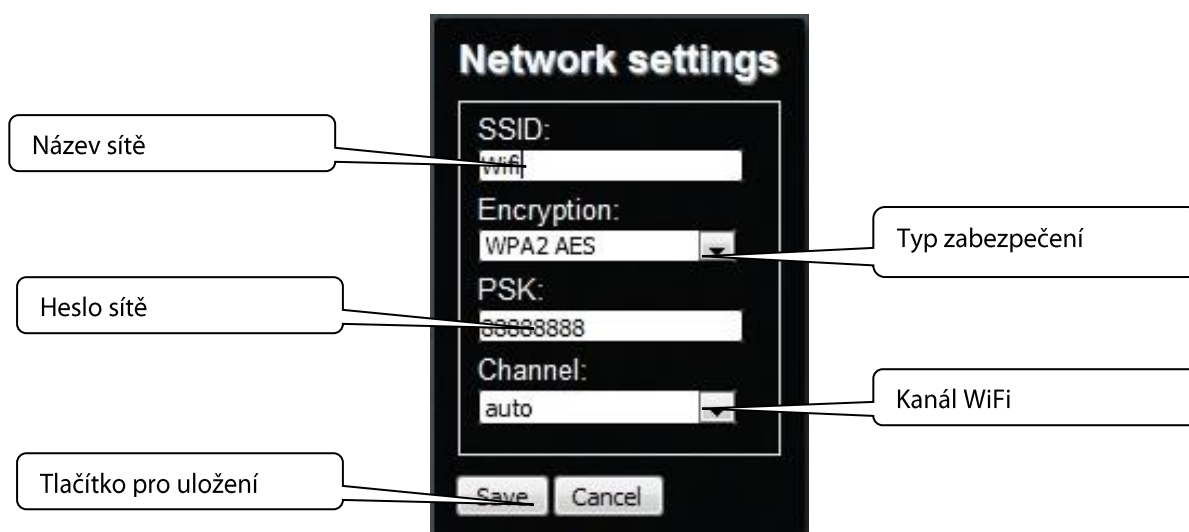 Network settings
Název sítě
SSID:
Wifi
Encryption:
WPA2 AES
Typ zabezpečení
PSK:
Heslo sítě
88888888
Channel:
auto
Kanál WiFi
Tlačítko pro uložení
Save
Cancel